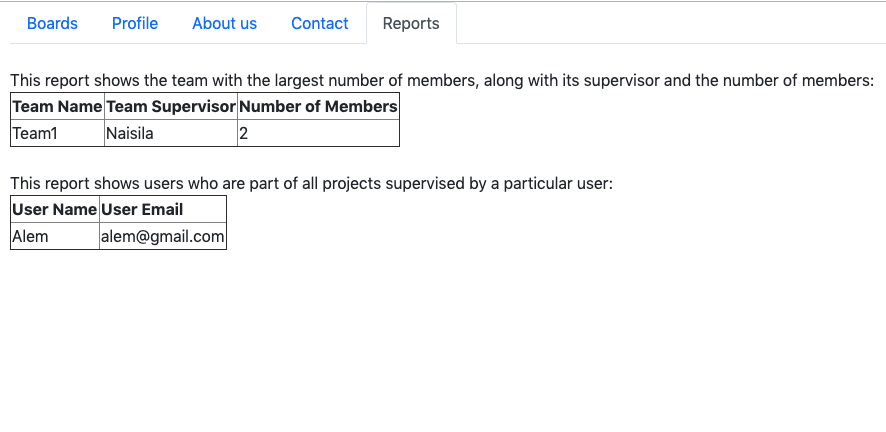 Boards Profile About us Contact Reports
This report shows the team with the largest number of members, along with its supervisor and the number of members:
Team Name Team Supervisor Number of Members
Team1 Naisila 2
This report shows users who are part of all projects supervised by a particular user:
User Name User Email
Alem alem@gmail.com